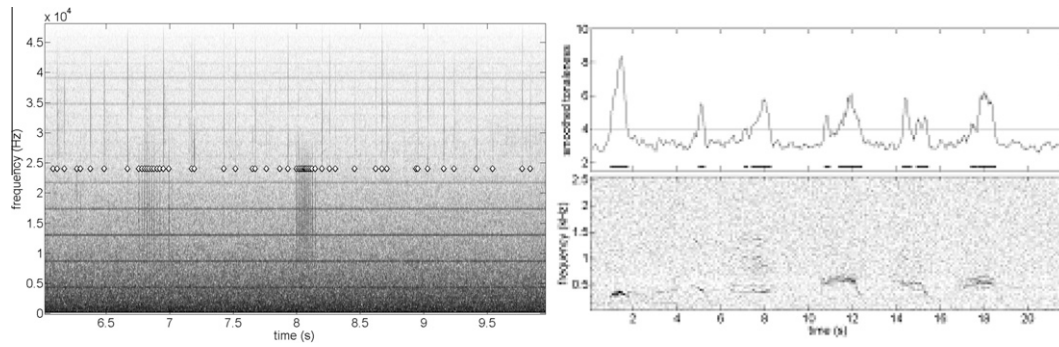 x 10⁴
4.5
4
3.5
3
2.5
2
1.5
1
0.5
0
frequency (Hz)
6.5 7 7.5 8 8.5 9 9.5
time (s)
10
8
6
4
2
smoothed tonalness
2.5
2
1.5
1
0.5
frequency (kHz)
2 4 6 8 10 12 14 16 18 20
time (s)